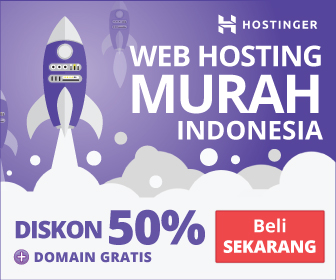 HOSTINGER
WEB HOSTING
MURAH
INDONESIA
DISKON 50%
+ DOMAIN GRATIS
Beli
SEKARANG